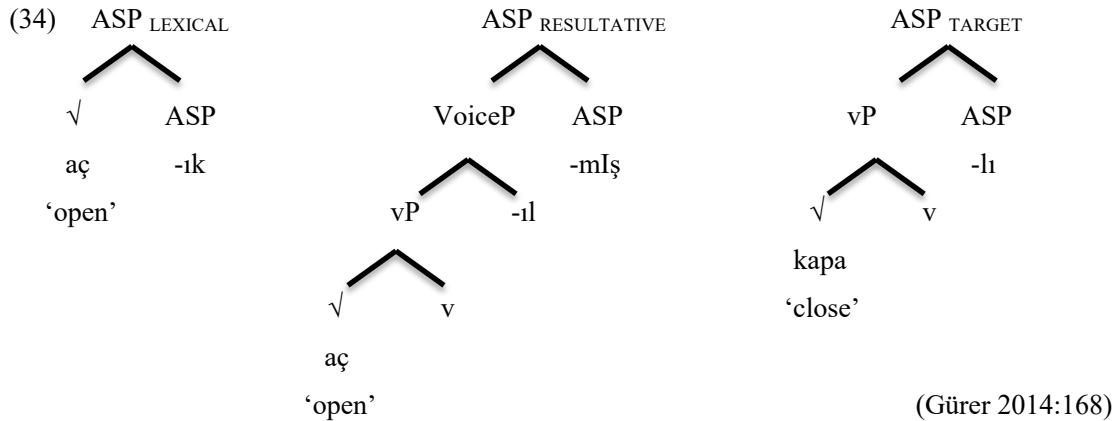 (34) ASP LEXICAL ASP RESULTATIVE ASP TARGET
√ ASP VoiceP ASP vP ASP
aç -ık -mIş -lı
‘open’ vP -ıl √ v
kapa
√ v ‘close’
aç
‘open’ (Gürer 2014:168)